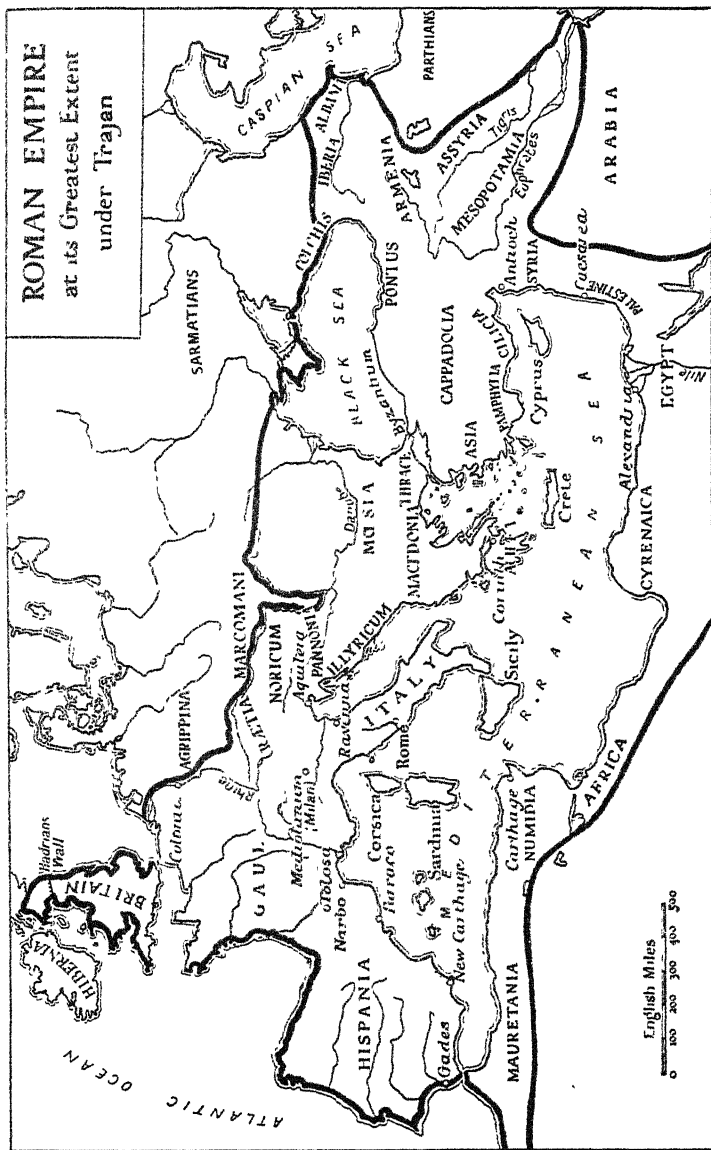 ROMAN EMPIRE
at its Greatest Extent
under Trajan
CASPIAN SEA
PARTHIANS
ALBANI
IBERIA
ARMENIA
ASSYRIA
Tigris
MESOPOTAMIA
Euphrates
ARABIA
COLCHIS
SARMATIANS
BLACK SEA
PONTUS
Byzantium
CAPPADOCIA
CILICIA
PAMPHYLIA
Antioch
SYRIA
Caesarea
PALESTINE
Cyprus
EGYPT
Nile
Alexandria
ASIA
THRACE
MACEDONIA
MOESIA
Danube
Crete
Corinth
CYRENAICA
MEDITERRANEAN SEA
MARCOMANI
NORICUM
PANNONIA
Aquileia
ILLYRICUM
RAETIA
AGRIPPINA
Colonia
Rhine
Ravenna
ITALY
Rome
Sicily
Mediolanum
(Milan)
GAUL
Tolosa
Narbo
Corsica
Sardinia
Tarraco
New Carthage
Carthage
NUMIDIA
AFRICA
Hadrians
Wall
BRITAIN
HIBERNIA
ATLANTIC OCEAN
HISPANIA
Gades
MAURETANIA
English Miles
0 100 200 300 400 500